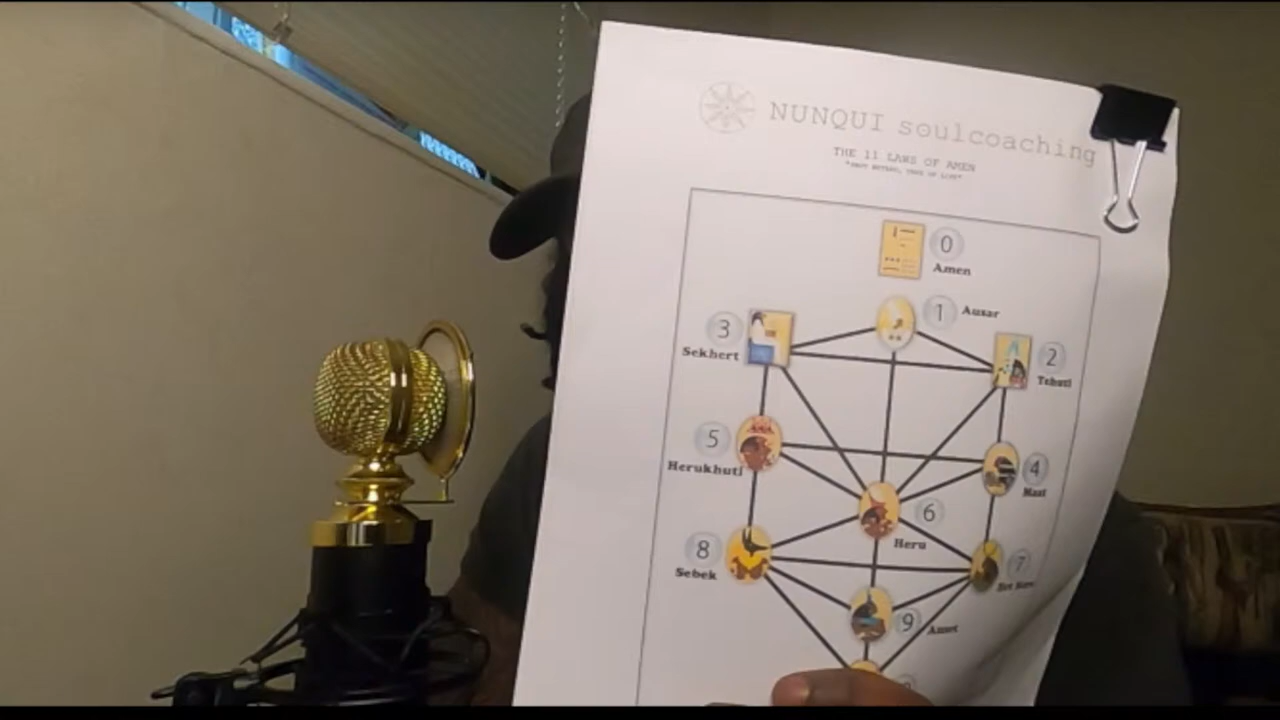 NUNQUI soulcoaching
THE 11 LAWS OF AMEN
0
Amen
1 Ausar
3
Sekhert
2
Tehuti
5
Herukhuti
4
Maat
6
Heru
8
Sebek
7
9 Amet